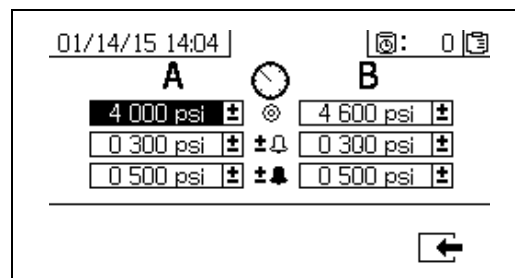 01/14/15 14:04 : 0
A B
4 000 psi ± 4 600 psi ±
0 300 psi ± ± 0 300 psi ±
0 500 psi ± ± 0 500 psi ±